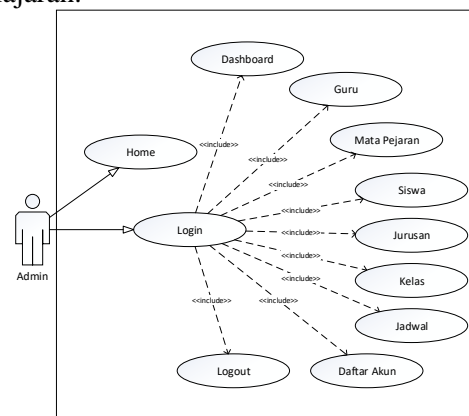 ajaran.
Dashboard
Guru
<<include>>
<<include>>
Mata Pejaran
Home
<<include>>
Siswa
<<include>>
Login
<<include>>
Jurusan
Admin
<<include>>
Kelas
<<include>>
<<include>>
<<include>>
Jadwal
Logout
Daftar Akun